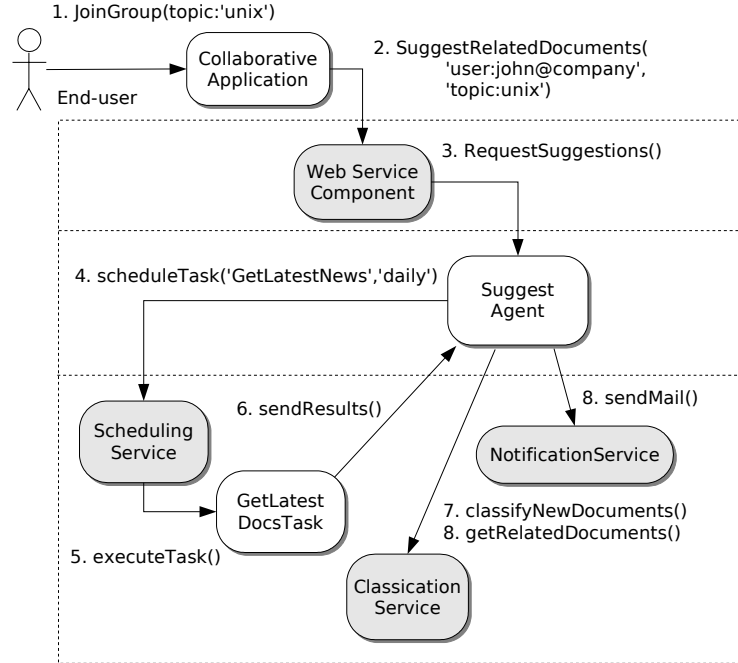 1. JoinGroup(topic:'unix')
Collaborative
Application
2. SuggestRelatedDocuments(
'user:john@company',
'topic:unix')
End-user
3. RequestSuggestions()
Web Service
Component
4. scheduleTask('GetLatestNews','daily')
Suggest
Agent
6. sendResults()
8. sendMail()
Scheduling
Service
NotificationService
GetLatest
DocsTask
7. classifyNewDocuments()
8. getRelatedDocuments()
5. executeTask()
Classication
Service